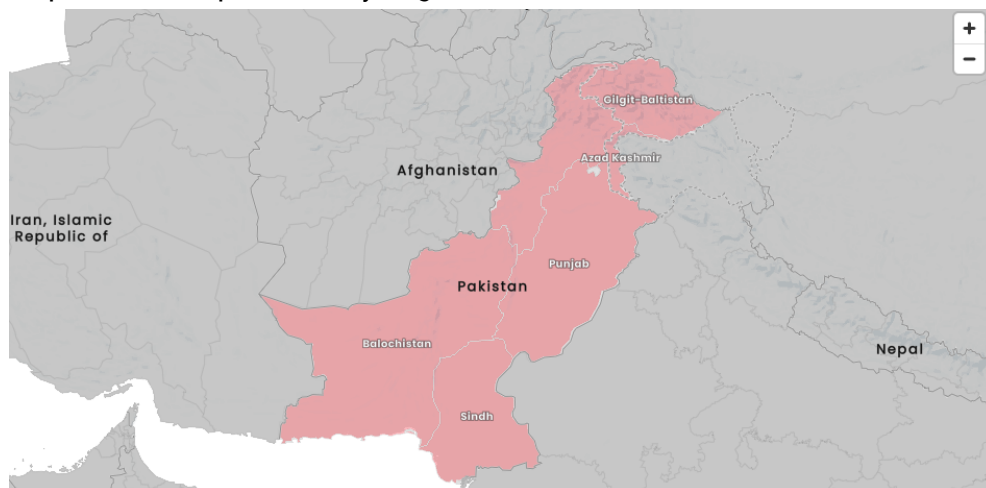 +
−
Gilgit-Baltistan
Azad Kashmir
Afghanistan
Iran, Islamic
Republic of
Punjab
Pakistan
Balochistan
Nepal
Sindh